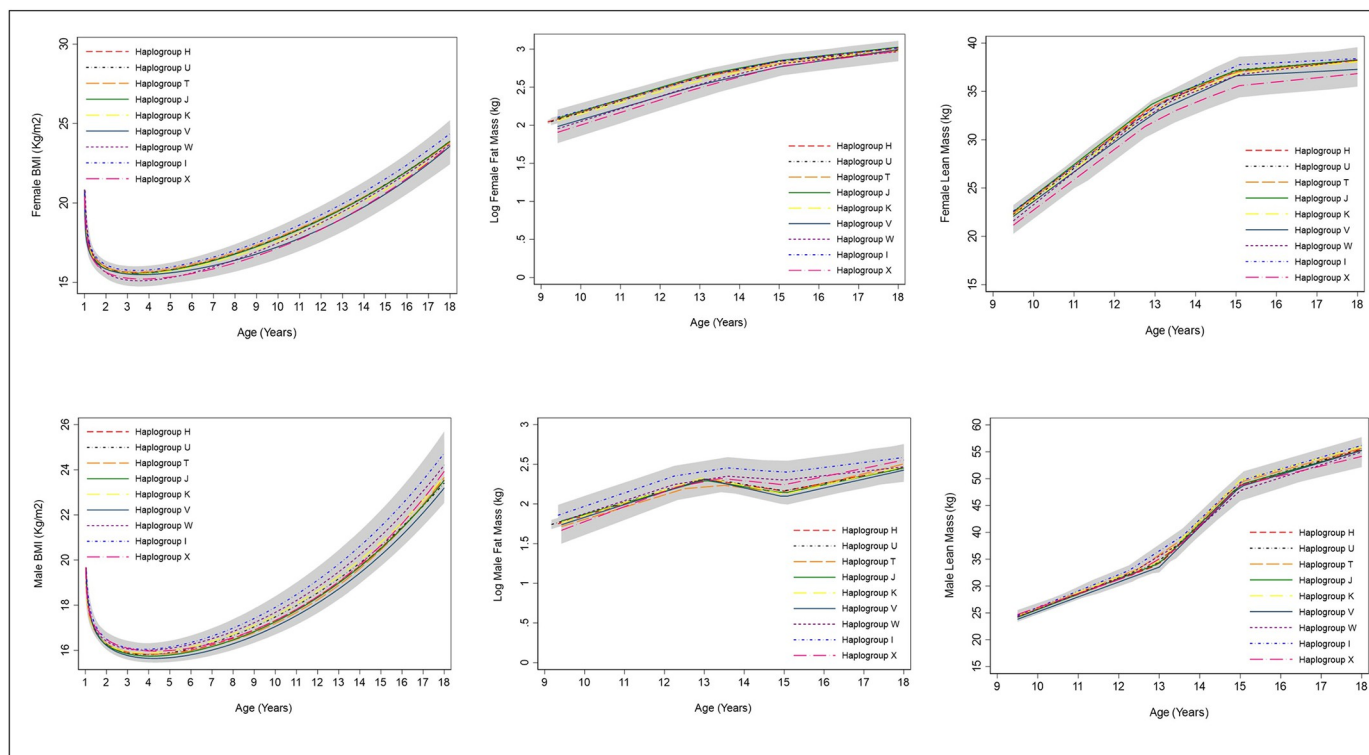 Female BMI (Kg/m2)
30
25
20
15
Haplogroup H
Haplogroup U
Haplogroup T
Haplogroup J
Haplogroup K
Haplogroup V
Haplogroup W
Haplogroup I
Haplogroup X
1 2 3 4 5 6 7 8 9 10 11 12 13 14 15 16 17 18
Age (Years)
Log Female Fat Mass (kg)
3
2.5
2
1.5
1
.5
0
Haplogroup H
Haplogroup U
Haplogroup T
Haplogroup J
Haplogroup K
Haplogroup V
Haplogroup W
Haplogroup I
Haplogroup X
9 10 11 12 13 14 15 16 17 18
Age (Years)
Female Lean Mass (kg)
40
35
30
25
20
15
Haplogroup H
Haplogroup U
Haplogroup T
Haplogroup J
Haplogroup K
Haplogroup V
Haplogroup W
Haplogroup I
Haplogroup X
9 10 11 12 13 14 15 16 17 18
Age (Years)
Male BMI (Kg/m2)
26
24
22
20
18
16
Haplogroup H
Haplogroup U
Haplogroup T
Haplogroup J
Haplogroup K
Haplogroup V
Haplogroup W
Haplogroup I
Haplogroup X
1 2 3 4 5 6 7 8 9 10 11 12 13 14 15 16 17 18
Age (Years)
Log Male Fat Mass (kg)
3
2.5
2
1.5
1
.5
0
Haplogroup H
Haplogroup U
Haplogroup T
Haplogroup J
Haplogroup K
Haplogroup V
Haplogroup W
Haplogroup I
Haplogroup X
9 10 11 12 13 14 15 16 17 18
Age (Years)
Male Lean Mass (kg)
60
55
50
45
40
35
30
25
20
15
Haplogroup H
Haplogroup U
Haplogroup T
Haplogroup J
Haplogroup K
Haplogroup V
Haplogroup W
Haplogroup I
Haplogroup X
9 10 11 12 13 14 15 16 17 18
Age (Years)